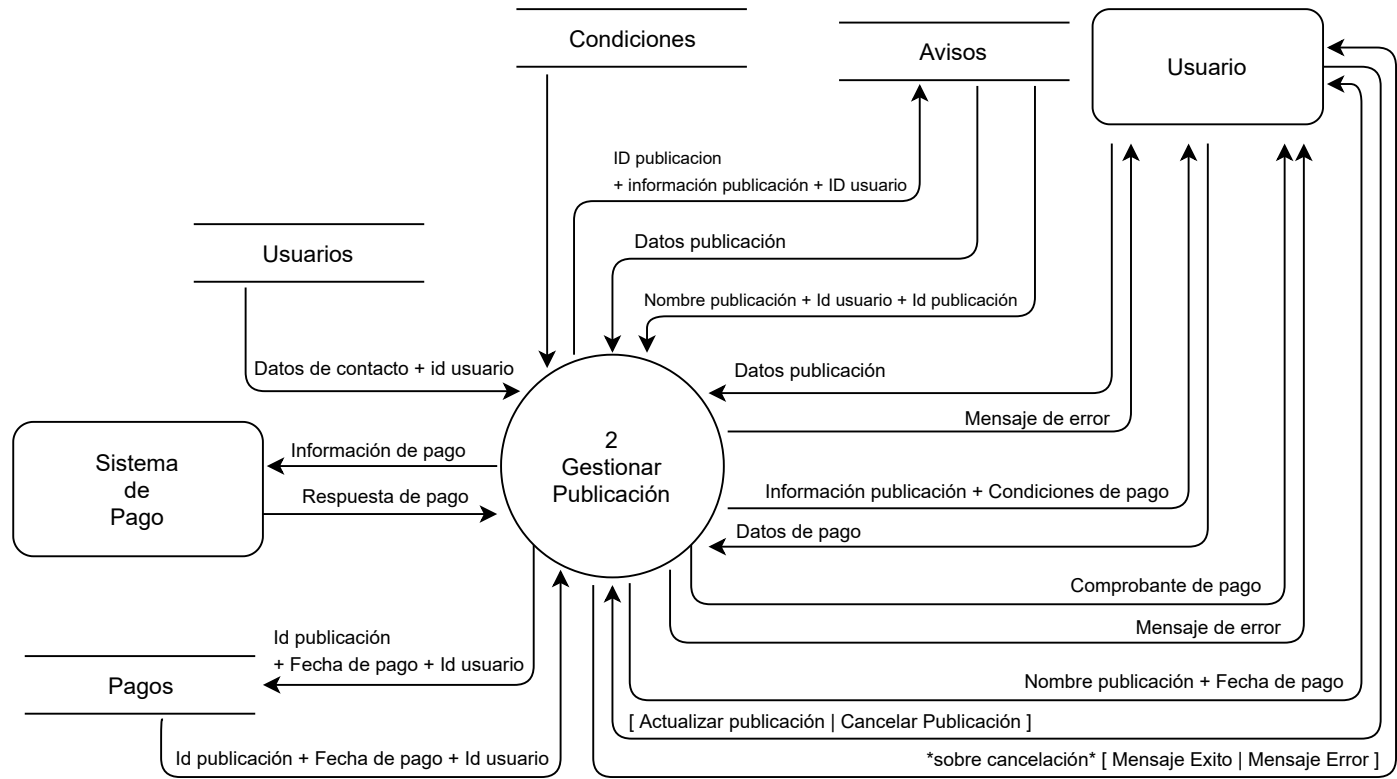 Condiciones
Avisos
Usuario
ID publicacion
+ información publicación + ID usuario
Usuarios
Datos publicación
Nombre publicación + Id usuario + Id publicación
Datos de contacto + id usuario
Datos publicación
Mensaje de error
2
Gestionar
Publicación
Sistema
de
Pago
Información de pago
Respuesta de pago
Información publicación + Condiciones de pago
Datos de pago
Comprobante de pago
Mensaje de error
Id publicación
+ Fecha de pago + Id usuario
Pagos
Nombre publicación + Fecha de pago
[ Actualizar publicación | Cancelar Publicación ]
Id publicación + Fecha de pago + Id usuario
*sobre cancelación* [ Mensaje Exito | Mensaje Error ]